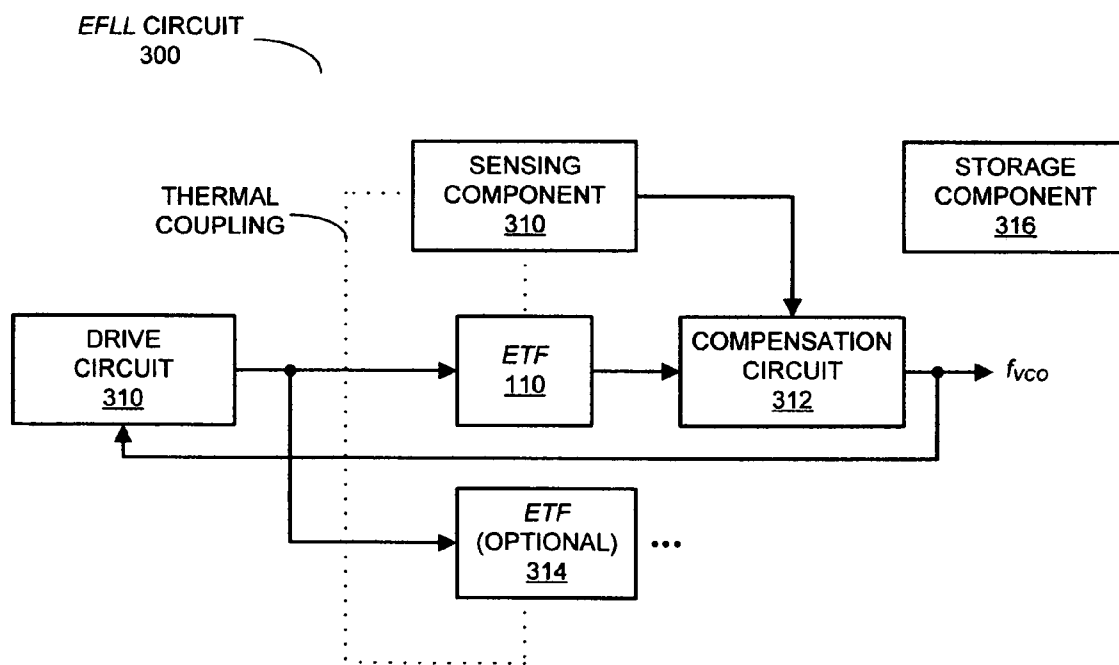 EFLL CIRCUIT
300
SENSING
COMPONENT
310
STORAGE
COMPONENT
316
THERMAL
COUPLING
DRIVE
CIRCUIT
310
ETF
110
COMPENSATION
CIRCUIT
312
fvco
ETF
(OPTIONAL)
314
•••